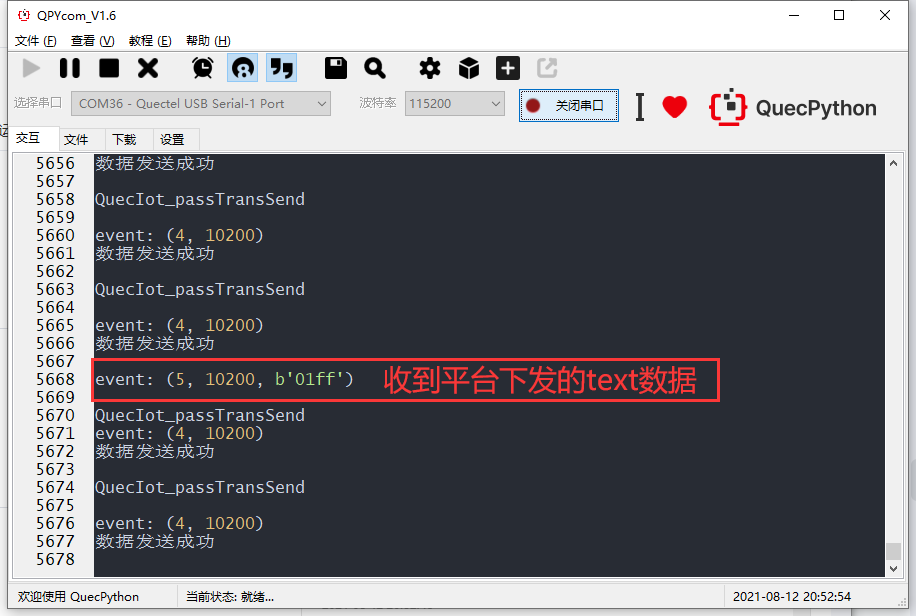 QPYcom_V1.6
文件 (F) 查看 (V) 教程 (E) 帮助 (H)
选择串口 COM36 - Quectel USB Serial-1 Port 波特率 115200 关闭串口 QuecPython
交互 文件 下载 设置
5656 数据发送成功
5657
5658 QuecIot_passTransSend
5659
5660 event: (4, 10200)
5661 数据发送成功
5662
5663 QuecIot_passTransSend
5664
5665 event: (4, 10200)
5666 数据发送成功
5667
5668 event: (5, 10200, b'01ff') 收到平台下发的text数据
5669
5670 QuecIot_passTransSend
5671 event: (4, 10200)
5672 数据发送成功
5673
5674 QuecIot_passTransSend
5675
5676 event: (4, 10200)
5677 数据发送成功
5678
欢迎使用 QuecPython 当前状态: 就绪... 2021-08-12 20:52:54